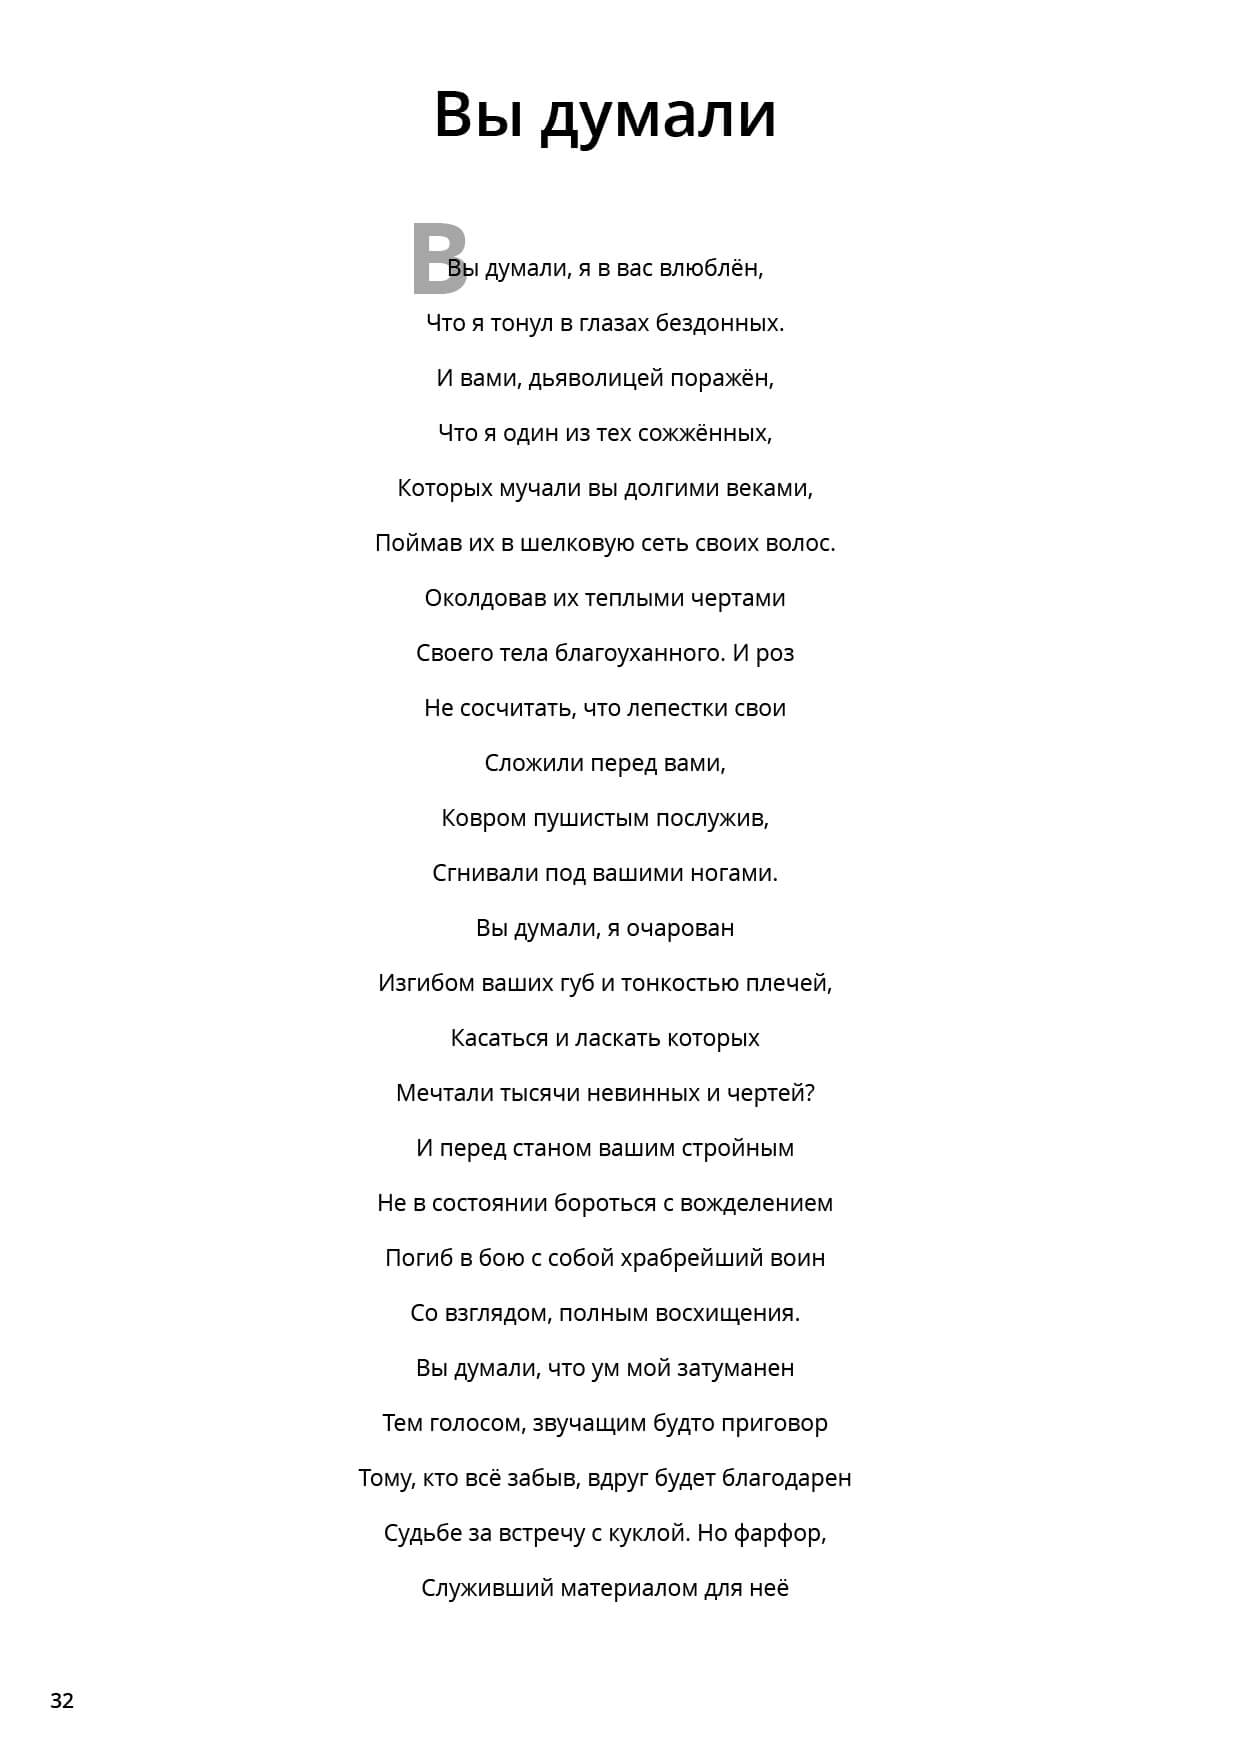 Вы думали
Вы думали, я в вас влюблён,
Что я тонул в глазах бездонных.
И вами, дьяволицей поражён,
Что я один из тех сожжённых,
Которых мучали вы долгими веками,
Поймав их в шелковую сеть своих волос.
Околдовав их теплыми чертами
Своего тела благоуханного. И роз
Не сосчитать, что лепестки свои
Сложили перед вами,
Ковром пушистым послужив,
Сгнивали под вашими ногами.
Вы думали, я очарован
Изгибом ваших губ и тонкостью плечей,
Касаться и ласкать которых
Мечтали тысячи невинных и чертей?
И перед станом вашим стройным
Не в состоянии бороться с вожделением
Погиб в бою с собой храбрейший воин
Со взглядом, полным восхищения.
Вы думали, что ум мой затуманен
Тем голосом, звучащим будто приговор
Тому, кто всё забыв, вдруг будет благодарен
Судьбе за встречу с куклой. Но фарфор,
Служивший материалом для неё
32